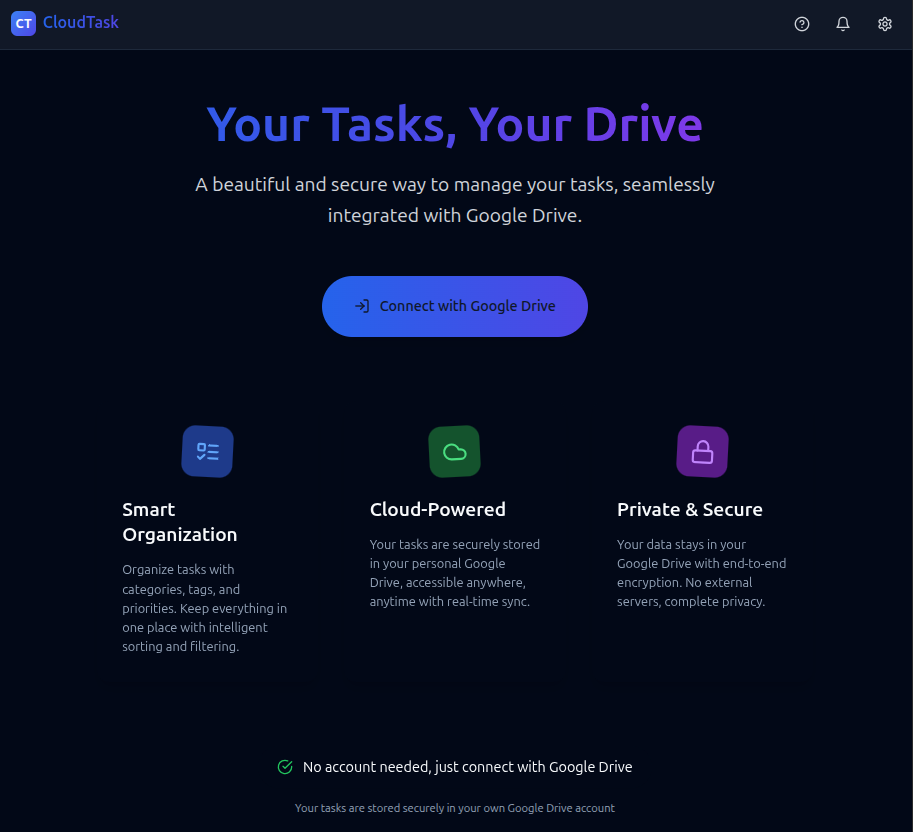 CT CloudTask
Your Tasks, Your Drive
A beautiful and secure way to manage your tasks, seamlessly
integrated with Google Drive.
Connect with Google Drive
Smart
Organization
Organize tasks with
categories, tags, and
priorities. Keep everything in
one place with intelligent
sorting and filtering.
Cloud-Powered
Your tasks are securely stored
in your personal Google
Drive, accessible anywhere,
anytime with real-time sync.
Private & Secure
Your data stays in your
Google Drive with end-to-end
encryption. No external
servers, complete privacy.
No account needed, just connect with Google Drive
Your tasks are stored securely in your own Google Drive account